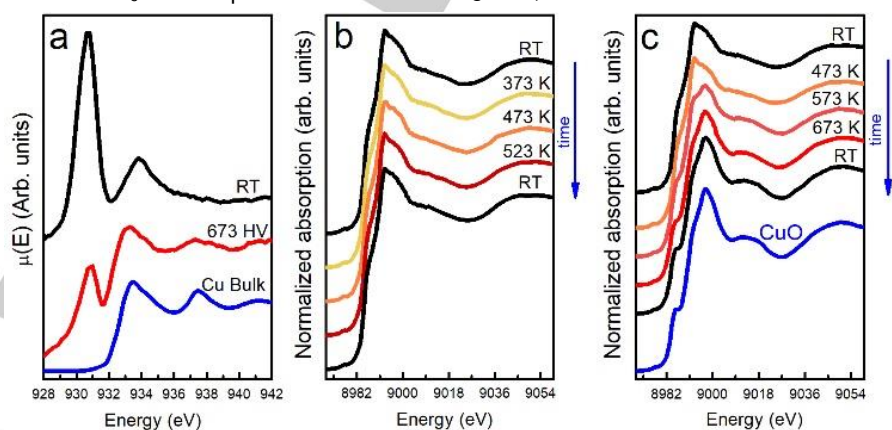 a
μ(E) (Arb. units)
RT
673 HV
Cu Bulk
928 930 932 934 936 938 940 942
Energy (eV)
b
Normalized absorption (arb. units)
RT
373 K
473 K
523 K
RT
time
8982 9000 9018 9036 9054
Energy (eV)
c
Normalized absorption (arb. units)
RT
473 K
573 K
673 K
RT
CuO
time
8982 9000 9018 9036 9054
Energy (eV)